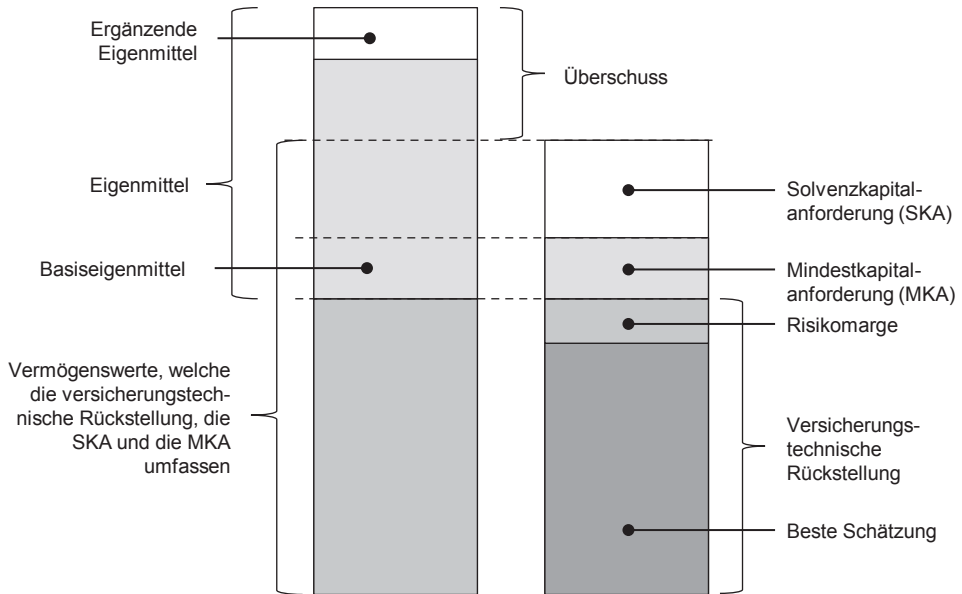 Ergänzende
Eigenmittel
Überschuss
Eigenmittel
Solvenzkapital-
anforderung (SKA)
Basiseigenmittel
Mindestkapital-
anforderung (MKA)
Risikomarge
Vermögenswerte, welche
die versicherungstech-
nische Rückstellung, die
SKA und die MKA
umfassen
Versicherungs-
technische
Rückstellung
Beste Schätzung